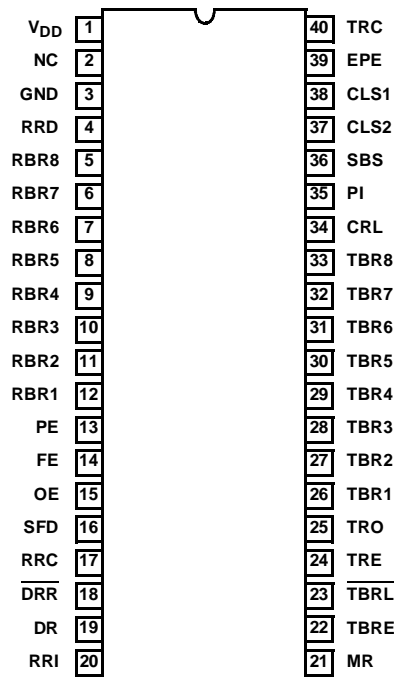 VDD 1 40 TRC
NC 2 39 EPE
GND 3 38 CLS1
RRD 4 37 CLS2
RBR8 5 36 SBS
RBR7 6 35 PI
RBR6 7 34 CRL
RBR5 8 33 TBR8
RBR4 9 32 TBR7
RBR3 10 31 TBR6
RBR2 11 30 TBR5
RBR1 12 29 TBR4
PE 13 28 TBR3
FE 14 27 TBR2
OE 15 26 TBR1
SFD 16 25 TRO
RRC 17 24 TRE
DRR 18 23 TBRL
DR 19 22 TBRE
RRI 20 21 MR